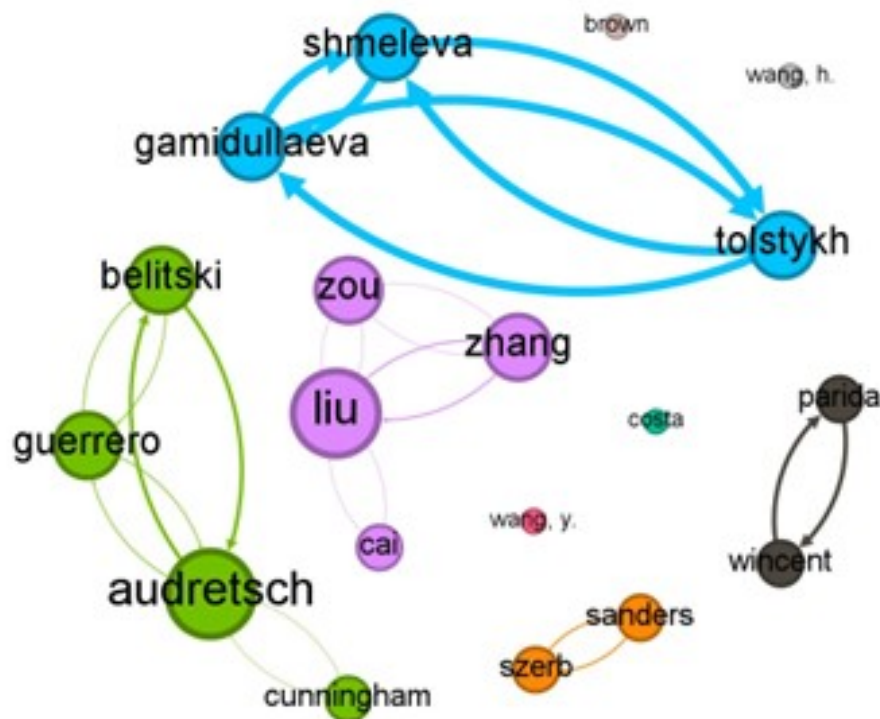 brown
shmeleva
wang, h.
gamidullaeva
tolstykh
belitski
zou
zhang
liu
parida
costa
guerrero
wang, y.
cai
wincent
audretsch
sanders
szerb
cunningham